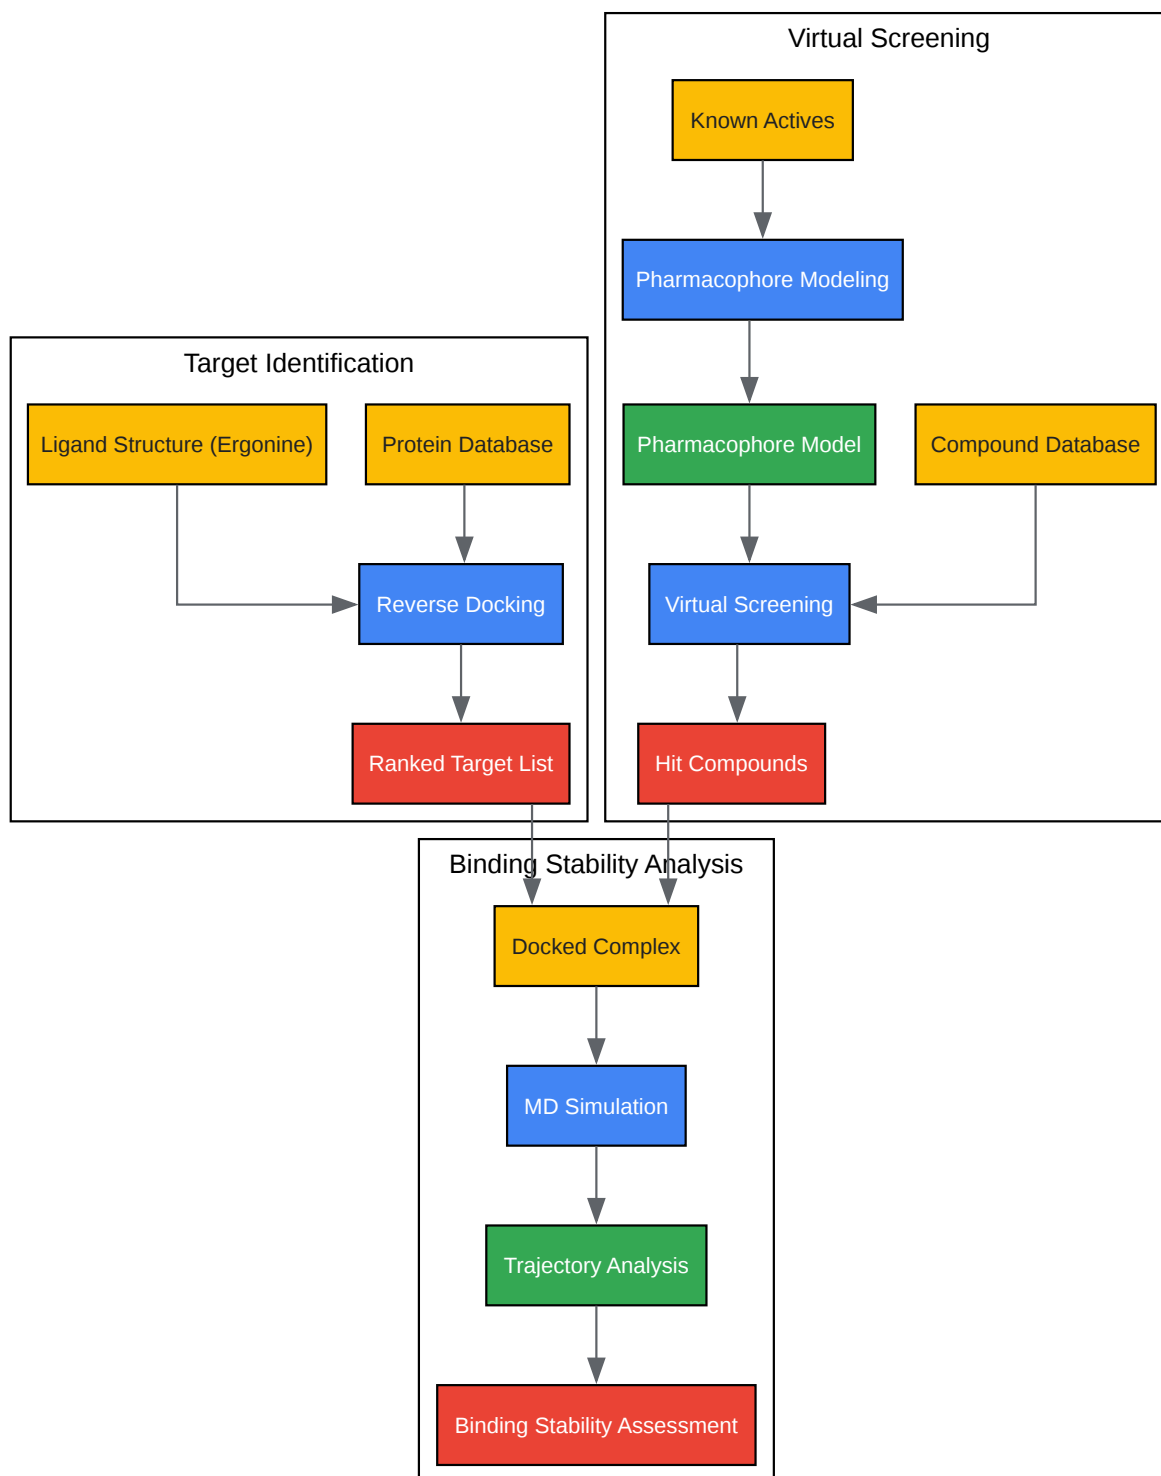 Virtual Screening
Known Actives
Pharmacophore Modeling
Target Identification
Ligand Structure (Ergonine)
Protein Database
Pharmacophore Model
Compound Database
Reverse Docking
Virtual Screening
Ranked Target List
Hit Compounds
Binding Stability Analysis
Docked Complex
MD Simulation
Trajectory Analysis
Binding Stability Assessment